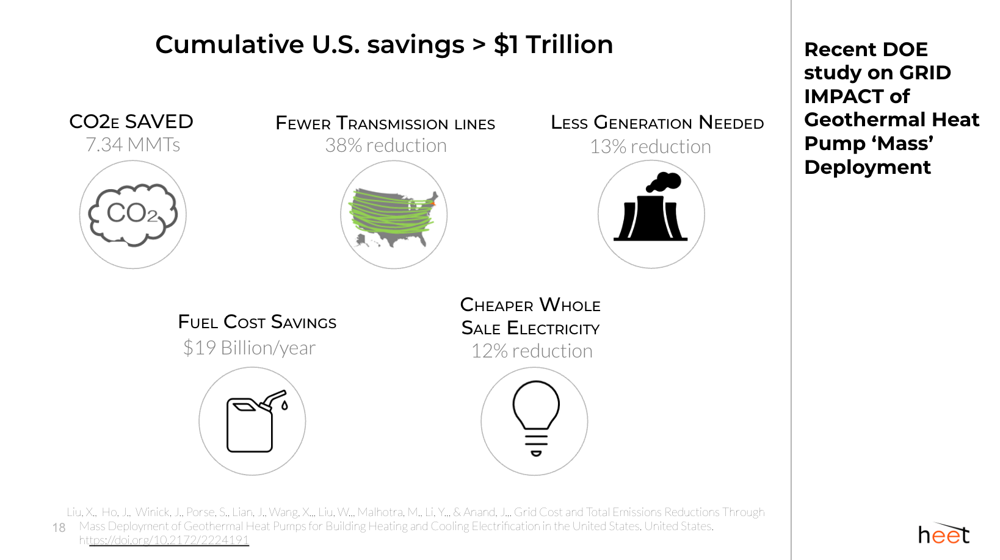 Cumulative U.S. savings > $1 Trillion
Recent DOE
study on GRID
IMPACT of
Geothermal Heat
Pump ‘Mass’
Deployment
CO2E SAVED
7.34 MMTs
FEWER TRANSMISSION LINES
38% reduction
LESS GENERATION NEEDED
13% reduction
CO2
FUEL COST SAVINGS
$19 Billion/year
CHEAPER WHOLE
SALE ELECTRICITY
12% reduction
Liu, X., Ho, J., Winick, J., Porse, S., Lian, J., Wang, X.., Liu, W.., Malhotra, M., Li, Y.., & Anand, J.,. Grid Cost and Total Emissions Reductions Through
Mass Deployment of Geothermal Heat Pumps for Building Heating and Cooling Electrification in the United States. United States.
https://doi.org/10.2172/2224191
18
heet